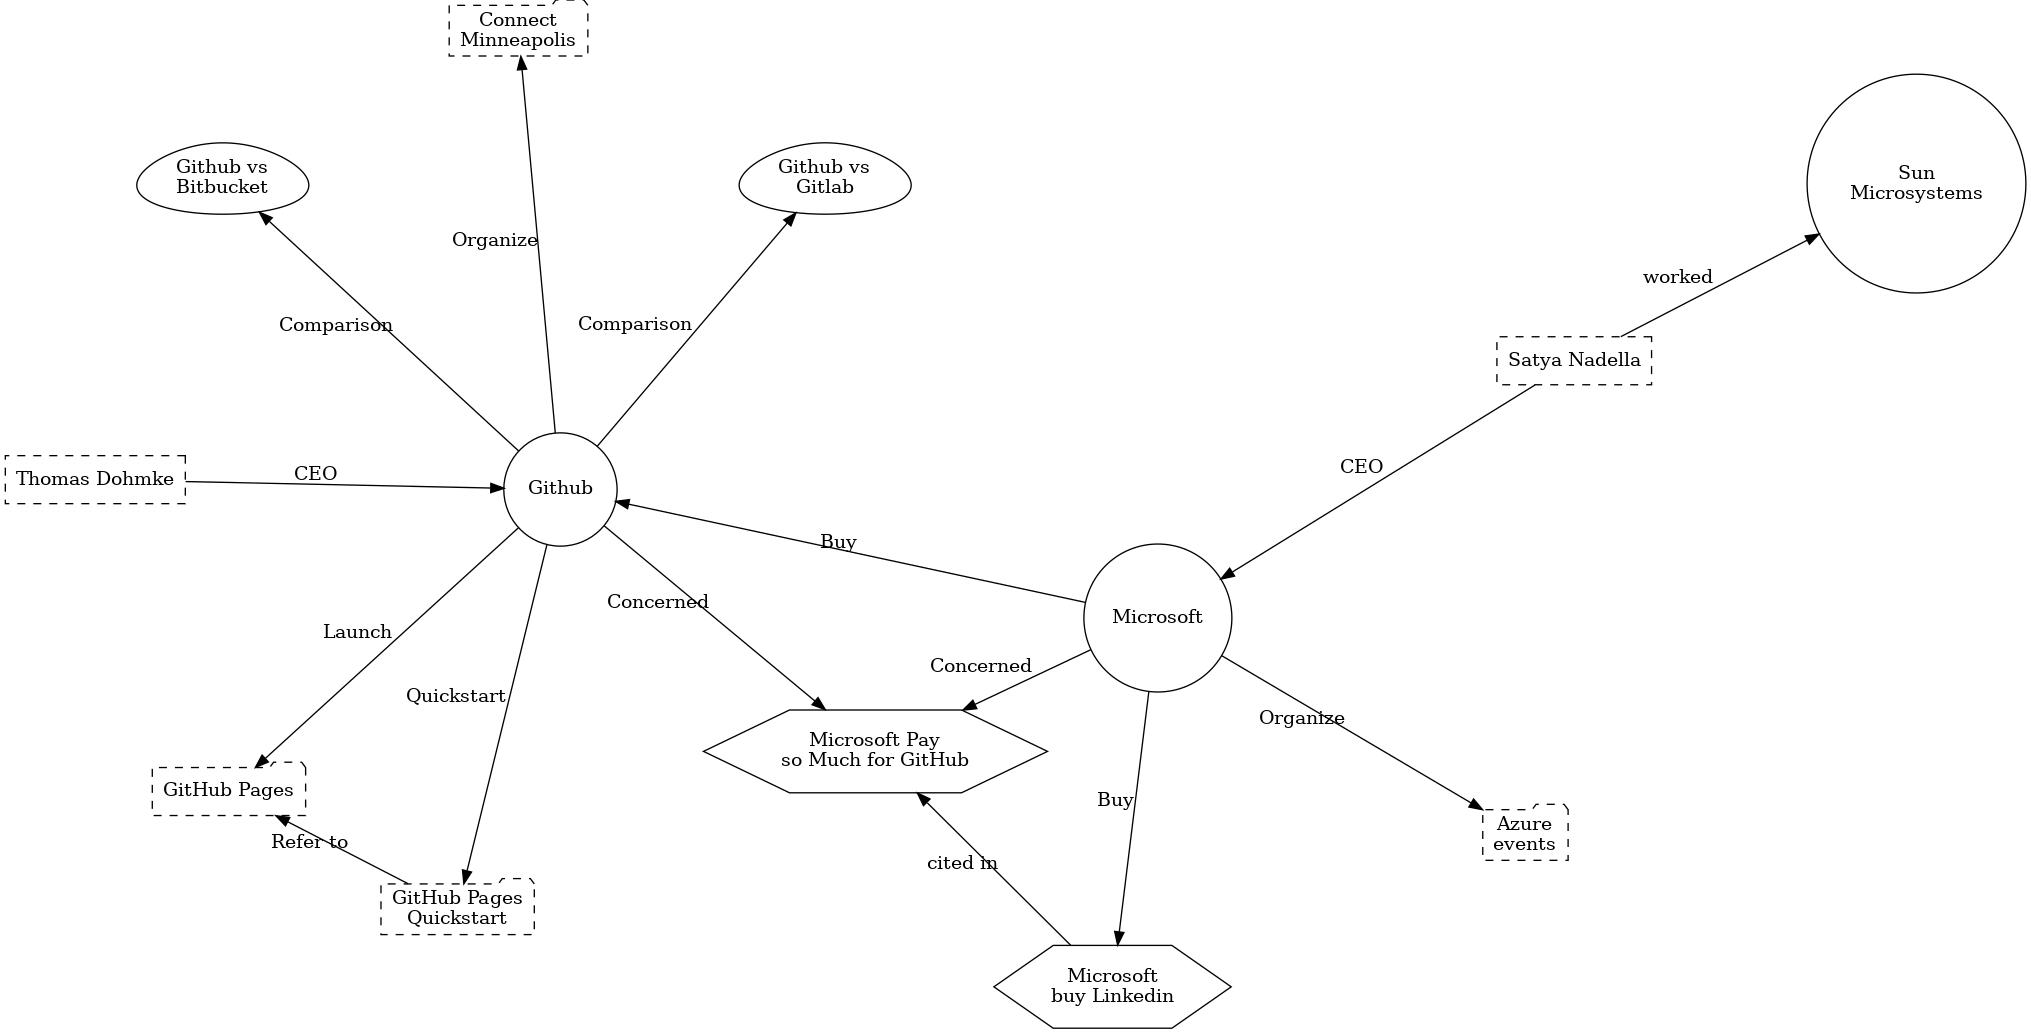 Connect
Minneapolis
Github vs
Bitbucket
Github vs
Gitlab
Sun
Microsystems
Organize
worked
Comparison
Comparison
Satya Nadella
CEO
Thomas Dohmke
CEO
Github
Buy
Microsoft
Concerned
Launch
Concerned
Quickstart
Organize
Microsoft Pay
so Much for GitHub
GitHub Pages
Buy
Azure
events
Refer to
cited in
GitHub Pages
Quickstart
Microsoft
buy Linkedin